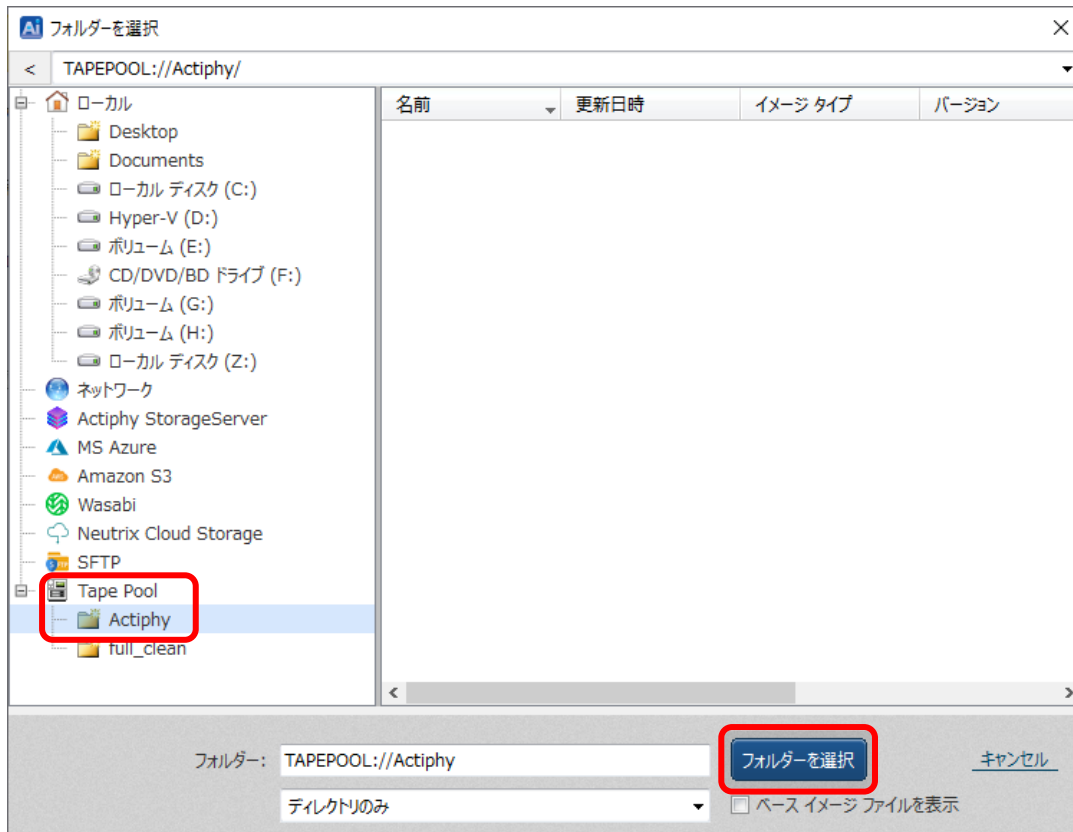 Ai フォルダーを選択
< TAPEPOOL://Actiphy/
ローカル
Desktop
Documents
ローカル ディスク (C:)
Hyper-V (D:)
ボリューム (E:)
CD/DVD/BD ドライブ (F:)
ボリューム (G:)
ボリューム (H:)
ローカル ディスク (Z:)
ネットワーク
Actiphy StorageServer
MS Azure
Amazon S3
Wasabi
Neutrix Cloud Storage
SFTP
Tape Pool
Actiphy
full_clean
名前 更新日時 イメージ タイプ バージョン
フォルダー: TAPEPOOL://Actiphy フォルダーを選択 キャンセル
ディレクトリのみ ベース イメージ ファイルを表示